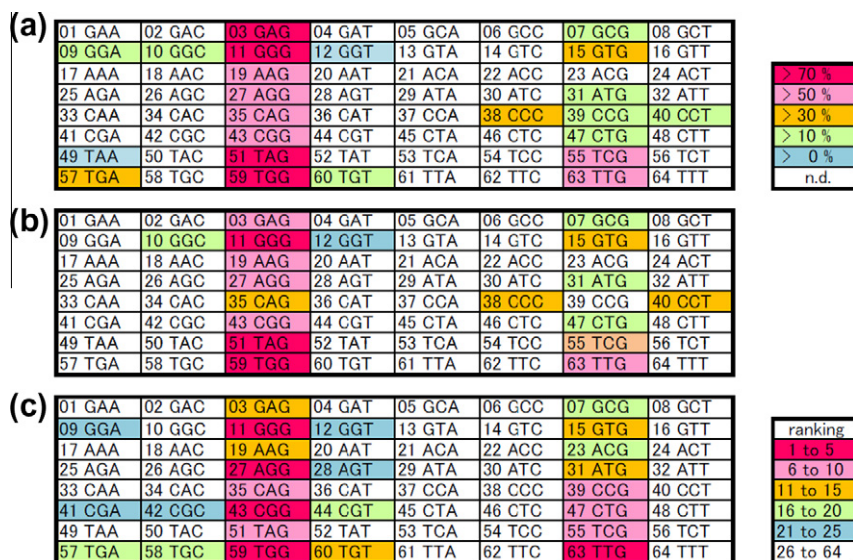 (a)
01 GAA 02 GAC 03 GAG 04 GAT 05 GCA 06 GCC 07 GCG 08 GCT
09 GGA 10 GGC 11 GGG 12 GGT 13 GTA 14 GTC 15 GTG 16 GTT
17 AAA 18 AAC 19 AAG 20 AAT 21 ACA 22 ACC 23 ACG 24 ACT
25 AGA 26 AGC 27 AGG 28 AGT 29 ATA 30 ATC 31 ATG 32 ATT
33 CAA 34 CAC 35 CAG 36 CAT 37 CCA 38 CCC 39 CCG 40 CCT
41 CGA 42 CGC 43 CGG 44 CGT 45 CTA 46 CTC 47 CTG 48 CTT
49 TAA 50 TAC 51 TAG 52 TAT 53 TCA 54 TCC 55 TCG 56 TCT
57 TGA 58 TGC 59 TGG 60 TGT 61 TTA 62 TTC 63 TTG 64 TTT
> 70 %
> 50 %
> 30 %
> 10 %
> 0 %
n.d.
(b)
01 GAA 02 GAC 03 GAG 04 GAT 05 GCA 06 GCC 07 GCG 08 GCT
09 GGA 10 GGC 11 GGG 12 GGT 13 GTA 14 GTC 15 GTG 16 GTT
17 AAA 18 AAC 19 AAG 20 AAT 21 ACA 22 ACC 23 ACG 24 ACT
25 AGA 26 AGC 27 AGG 28 AGT 29 ATA 30 ATC 31 ATG 32 ATT
33 CAA 34 CAC 35 CAG 36 CAT 37 CCA 38 CCC 39 CCG 40 CCT
41 CGA 42 CGC 43 CGG 44 CGT 45 CTA 46 CTC 47 CTG 48 CTT
49 TAA 50 TAC 51 TAG 52 TAT 53 TCA 54 TCC 55 TCG 56 TCT
57 TGA 58 TGC 59 TGG 60 TGT 61 TTA 62 TTC 63 TTG 64 TTT
(c)
01 GAA 02 GAC 03 GAG 04 GAT 05 GCA 06 GCC 07 GCG 08 GCT
09 GGA 10 GGC 11 GGG 12 GGT 13 GTA 14 GTC 15 GTG 16 GTT
17 AAA 18 AAC 19 AAG 20 AAT 21 ACA 22 ACC 23 ACG 24 ACT
25 AGA 26 AGC 27 AGG 28 AGT 29 ATA 30 ATC 31 ATG 32 ATT
33 CAA 34 CAC 35 CAG 36 CAT 37 CCA 38 CCC 39 CCG 40 CCT
41 CGA 42 CGC 43 CGG 44 CGT 45 CTA 46 CTC 47 CTG 48 CTT
49 TAA 50 TAC 51 TAG 52 TAT 53 TCA 54 TCC 55 TCG 56 TCT
57 TGA 58 TGC 59 TGG 60 TGT 61 TTA 62 TTC 63 TTG 64 TTT
ranking
1 to 5
6 to 10
11 to 15
16 to 20
21 to 25
26 to 64